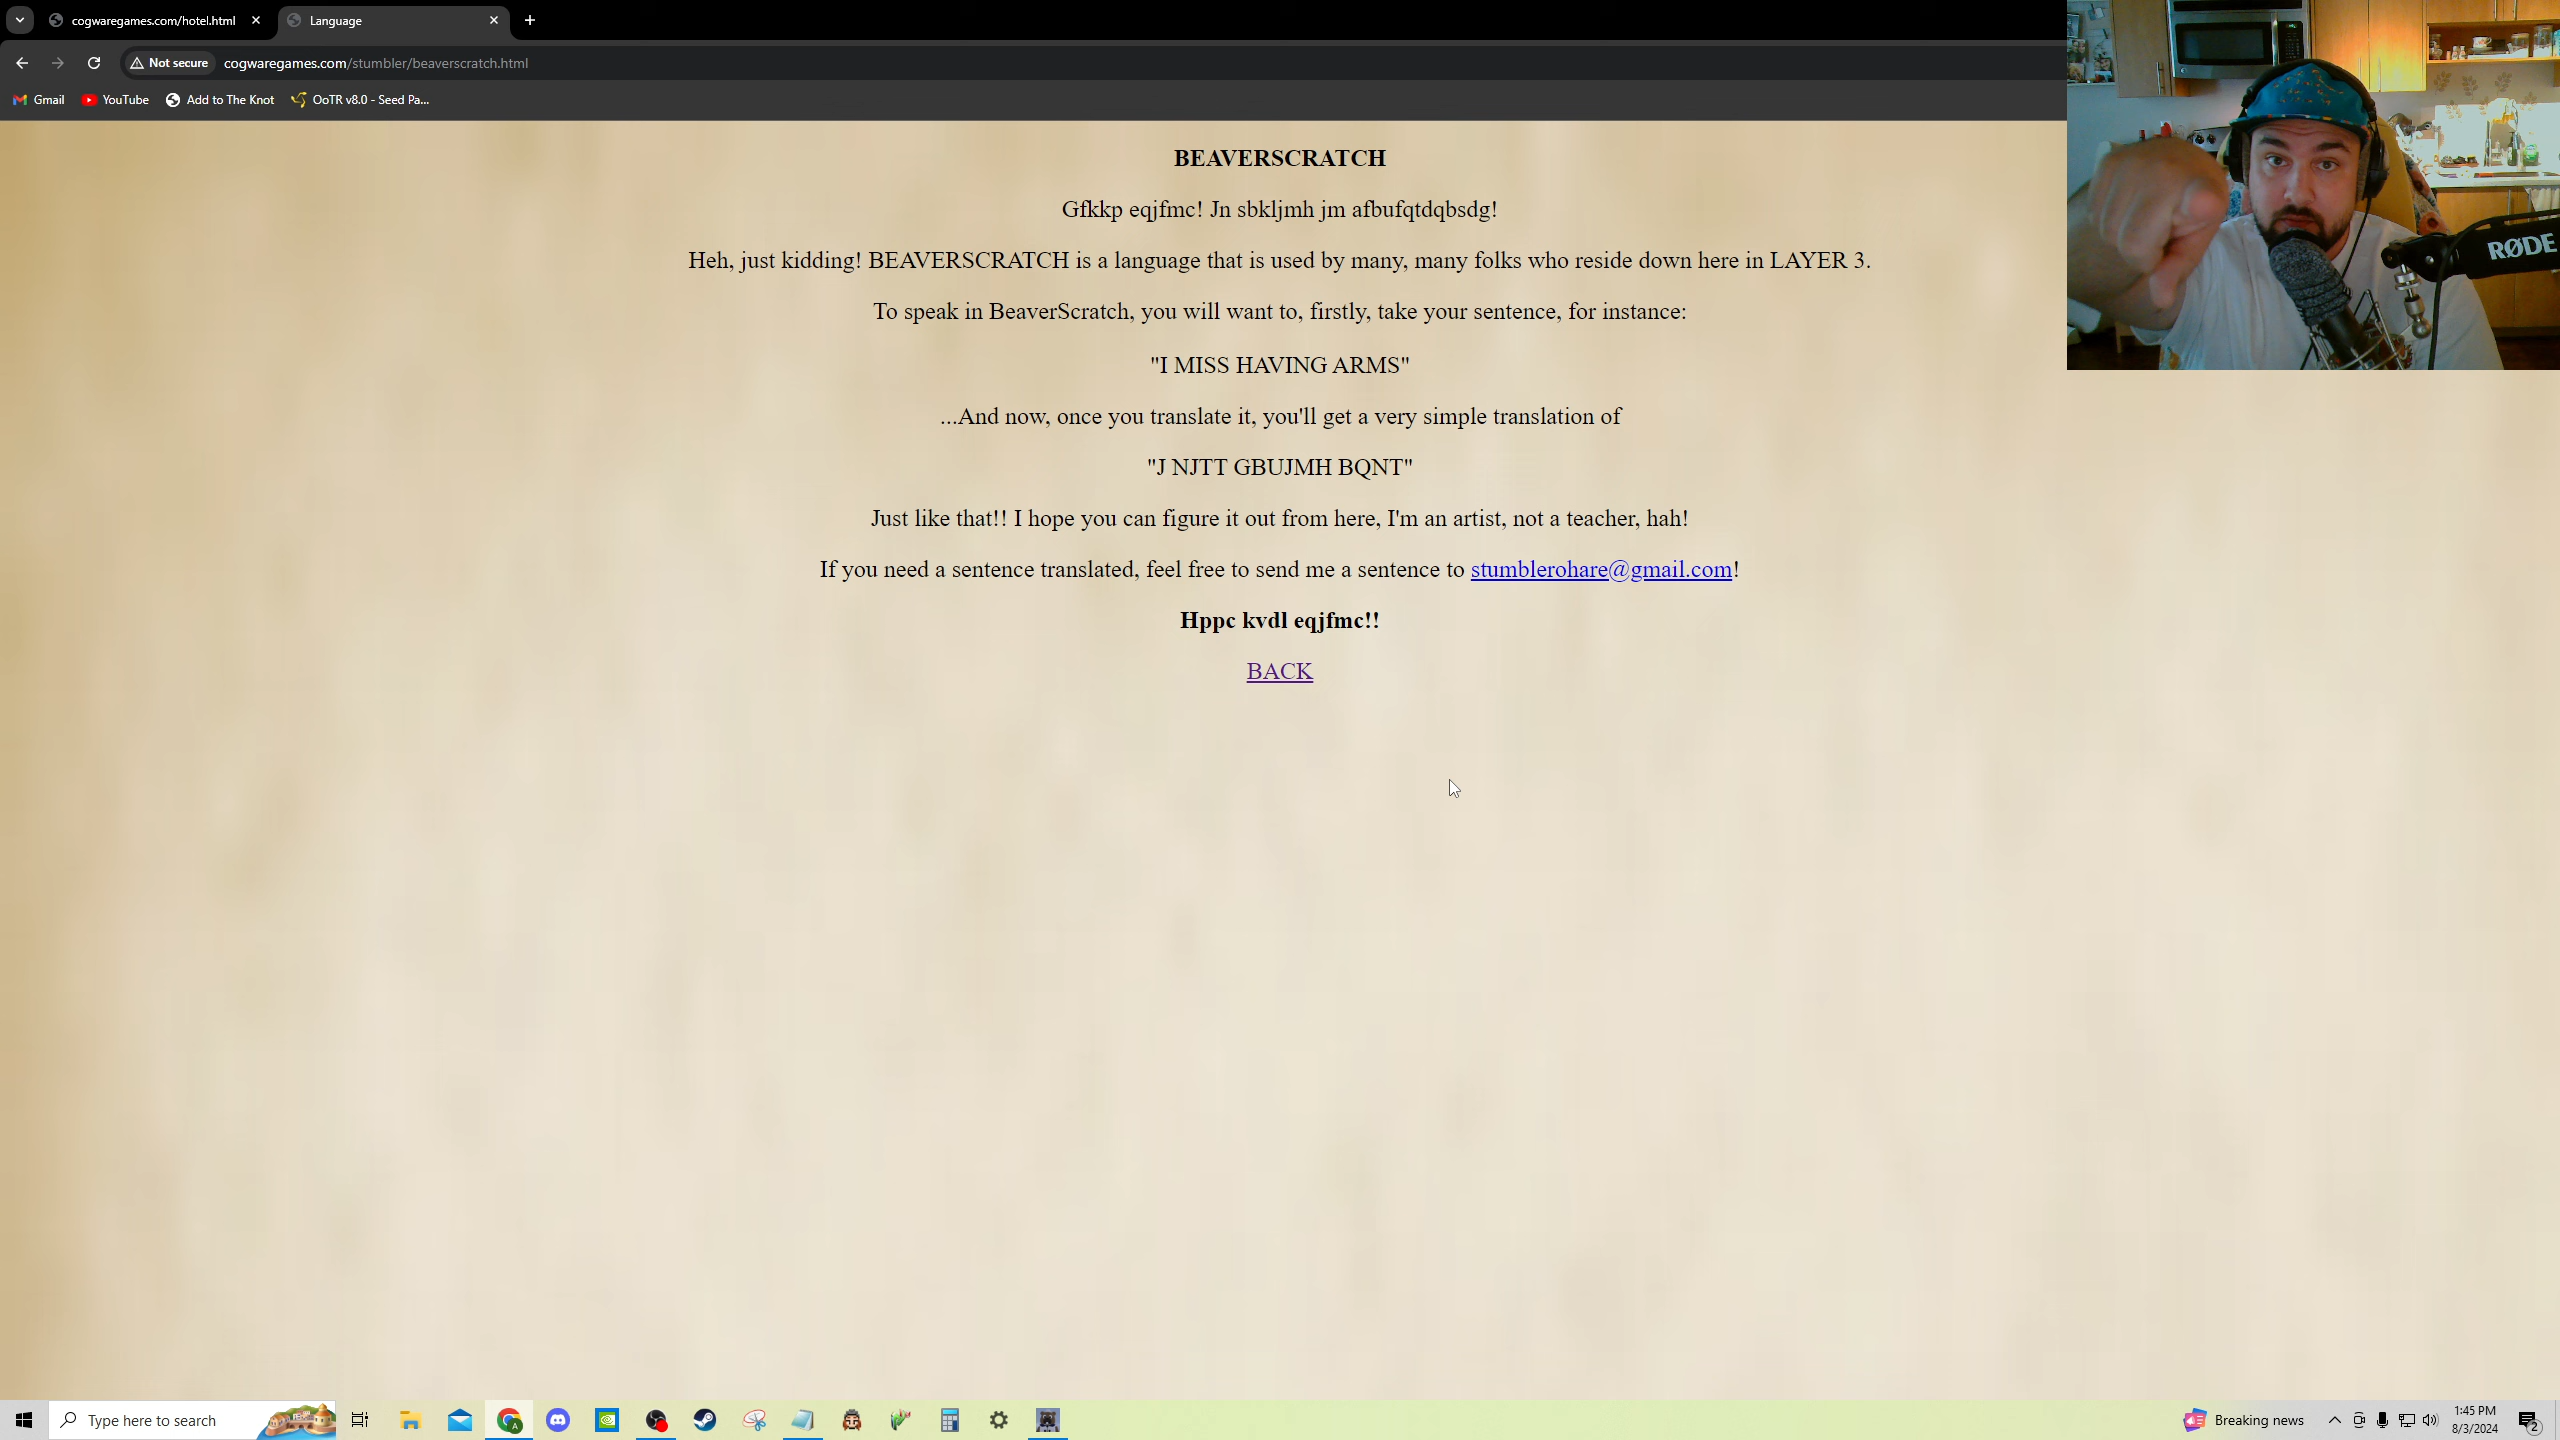 cogwaregames.com/hotel.html
Language
Not secure
cogwaregames.com/stumbler/beaverscratch.html
Gmail
YouTube
Add to The Knot
OoTR v8.0 - Seed Pa...
RØDE
BEAVERSCRATCH
Gfkkp eqjfmc! Jn sbkljmh jm afbufqtdqbsdg!
Heh, just kidding! BEAVERSCRATCH is a language that is used by many, many folks who reside down here in LAYER 3.
To speak in BeaverScratch, you will want to, firstly, take your sentence, for instance:
"I MISS HAVING ARMS"
...And now, once you translate it, you'll get a very simple translation of
"J NJTT GBUJMH BQNT"
Just like that!! I hope you can figure it out from here, I'm an artist, not a teacher, hah!
If you need a sentence translated, feel free to send me a sentence to stumblerohare@gmail.com!
Hppc kvdl eqjfmc!!
BACK
Type here to search
Breaking news
1:45 PM
8/3/2024
2